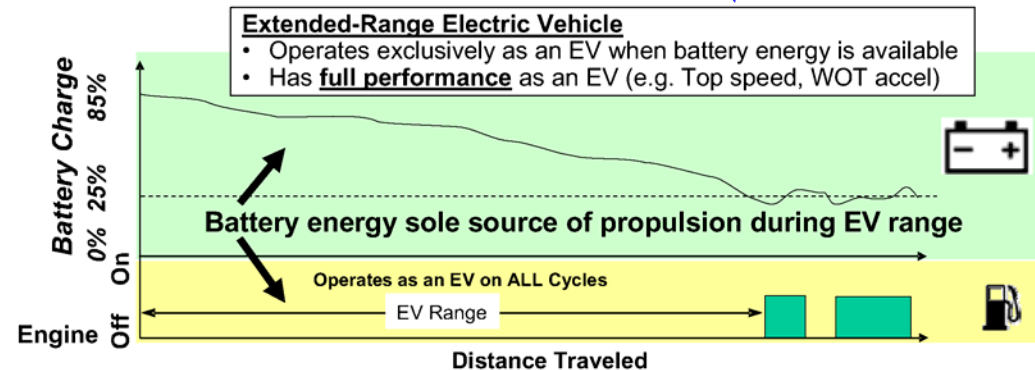 Extended-Range Electric Vehicle
• Operates exclusively as an EV when battery energy is available
• Has full performance as an EV (e.g. Top speed, WOT accel)
Battery Charge
85%
25%
0%
Battery energy sole source of propulsion during EV range
On
Operates as an EV on ALL Cycles
EV Range
Engine
Off
Distance Traveled